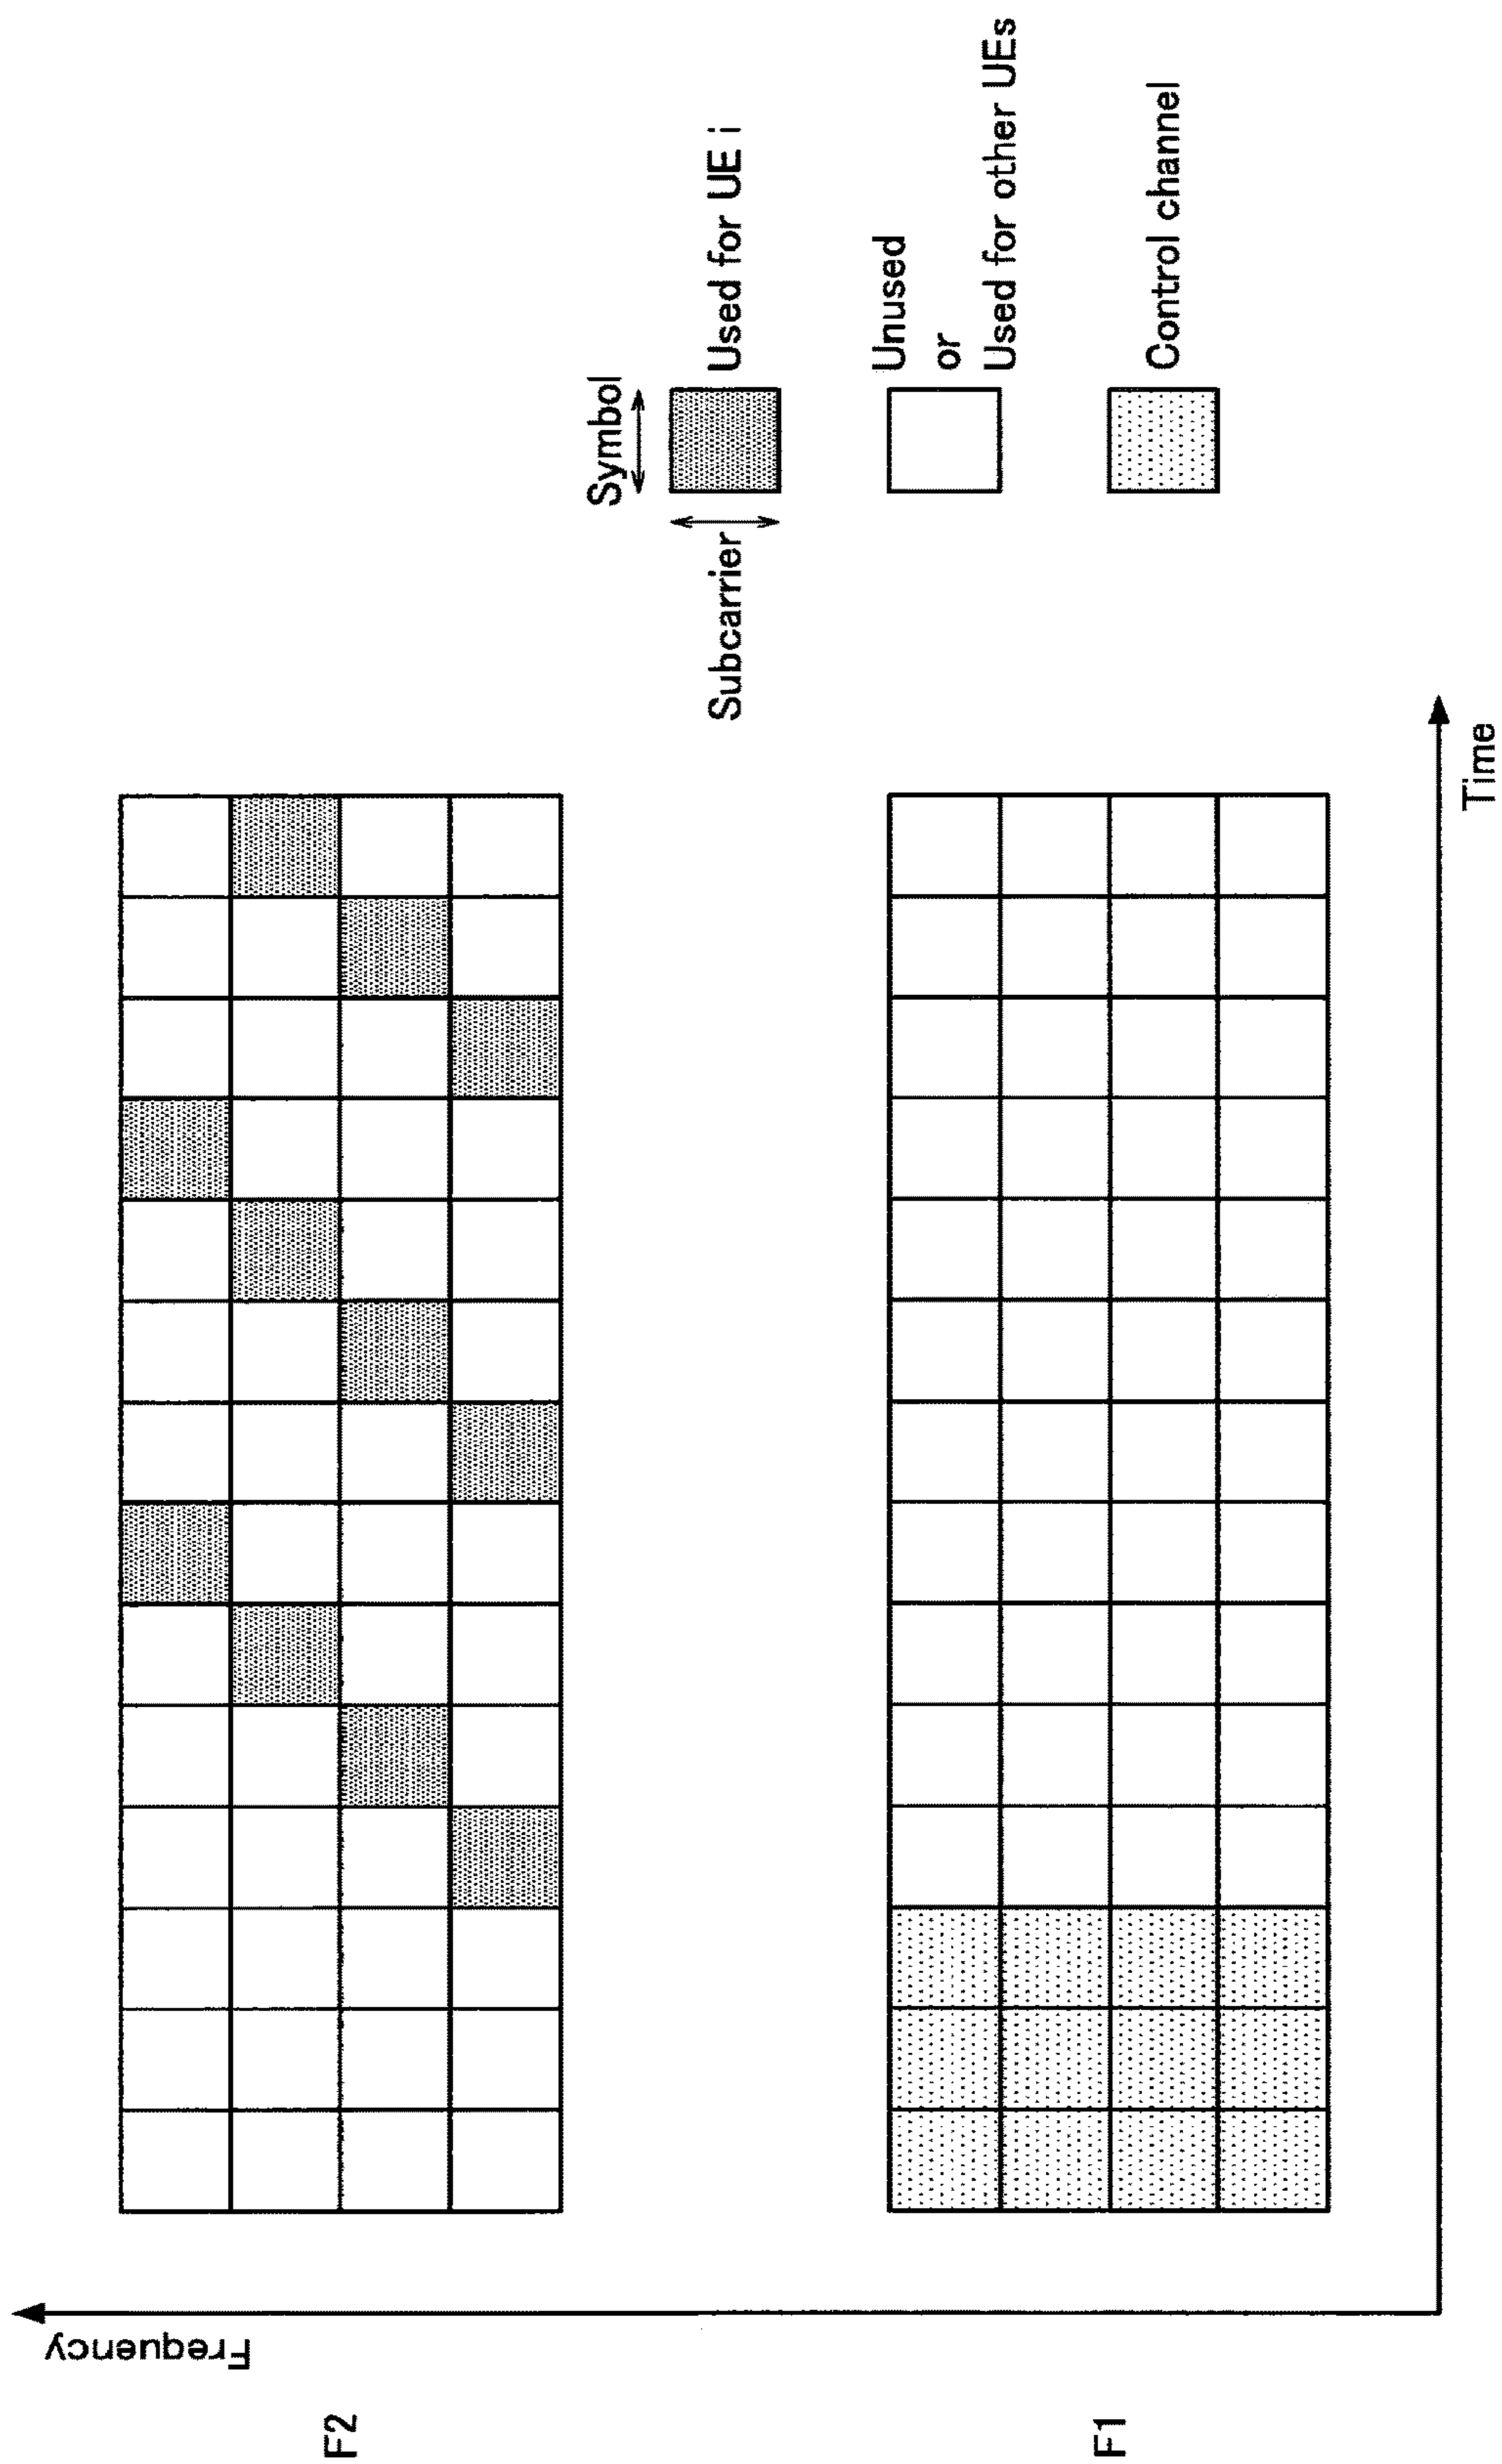 Frequency
F2
F1
Time
Symbol
Subcarrier
Used for UE i
Unused
or
Used for other UEs
Control channel